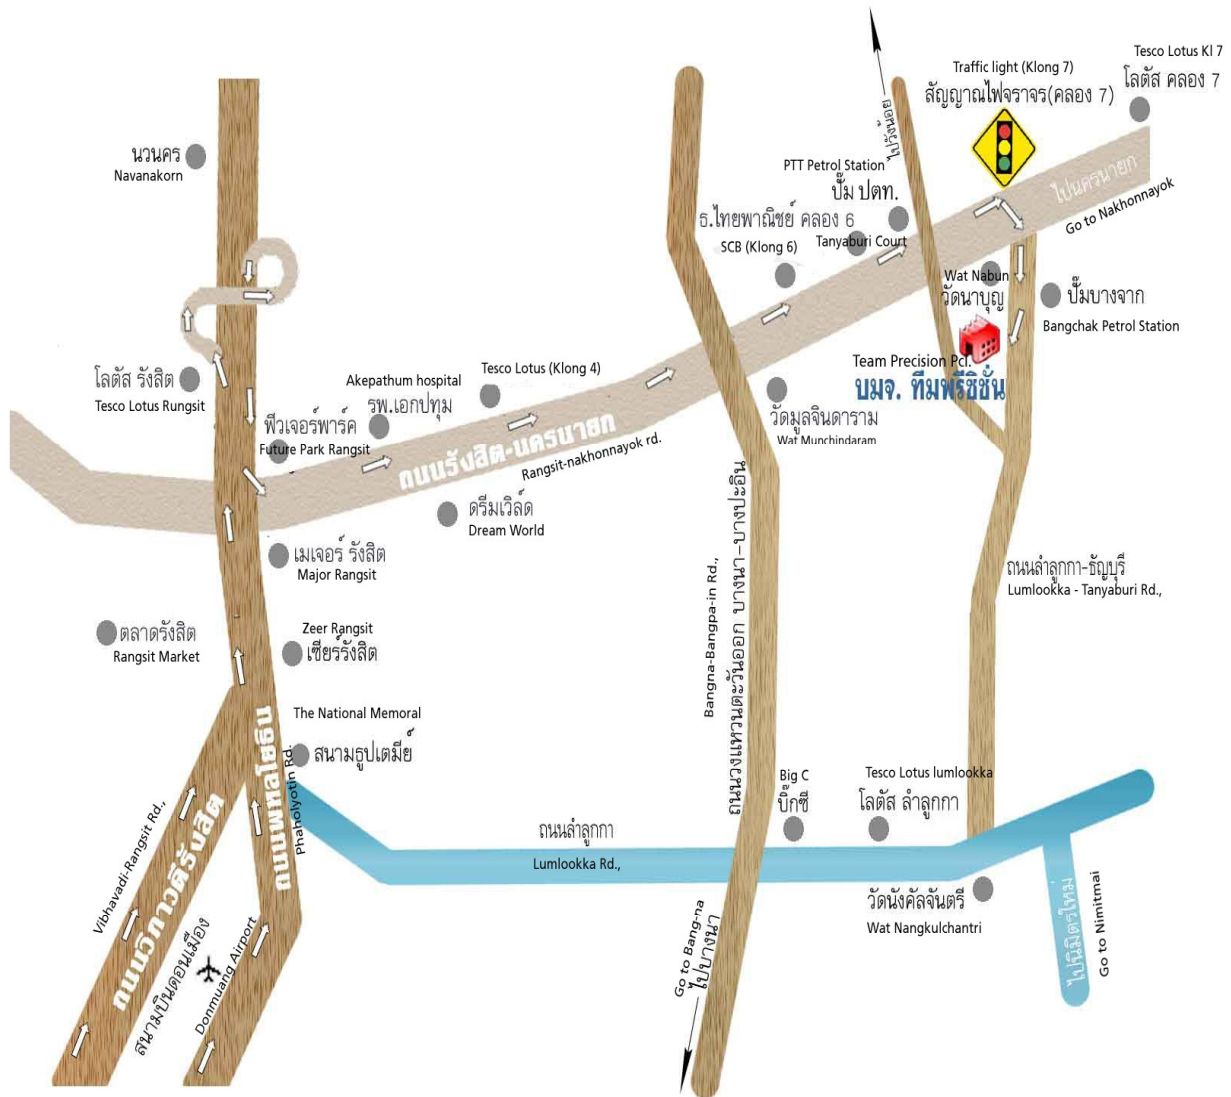 Tesco Lotus Kl 7
โลตัส คลอง 7
Traffic light (Klong 7)
สัญญาณไฟจราจร(คลอง 7)
ไปวังน้อย
นวนคร
Navanakorn
PTT Petrol Station
ปั๊ม ปตท.
ไปนครนายก
Go to Nakhonnayok
ธ.ไทยพาณิชย์ คลอง 6
SCB (Klong 6)
Tanyaburi Court
Wat Nabun
วัดนาบุญ
ปั๊มบางจาก
Bangchak Petrol Station
Team Precision Pcl.
บมจ. ทีมพรีซิชั่น
โลตัส รังสิต
Tesco Lotus Rungsit
Akepathum hospital
รพ.เอกปทุม
Tesco Lotus (Klong 4)
ฟิวเจอร์พาร์ค
Future Park Rangsit
ถนนรังสิต-นครนายก
Rangsit-nakhonnayok rd.
วัดมูลจินดาราม
Wat Munchindaram
ดรีมเวิล์ด
Dream World
เมเจอร์ รังสิต
Major Rangsit
ถนนลำลูกกา-ธัญบุรี
Lumlookka - Tanyaburi Rd.,
ตลาดรังสิต
Rangsit Market
Zeer Rangsit
เซียร์รังสิต
Bangna-Bangpa-in Rd.,
ถนนวงแหวนตะวันออก บางนา-บางปะอิน
The National Memoral
สนามธูปเตมีย์
ถนนพหลโยธิน
Phaholyotin Rd.
Big C
บิ๊กซี
Tesco Lotus lumlookka
โลตัส ลำลูกกา
ถนนลำลูกกา
Lumlookka Rd.,
Vibhavadi-Rangsit Rd.,
ถนนวิภาวดีรังสิต
สนามบินดอนเมือง
Donmuang Airport
วัดนังคัลจันตรี
Wat Nangkulchantri
Go to Bang-na
ไปบางนา
ไปนิมิตรใหม่
Go to Nimitmai